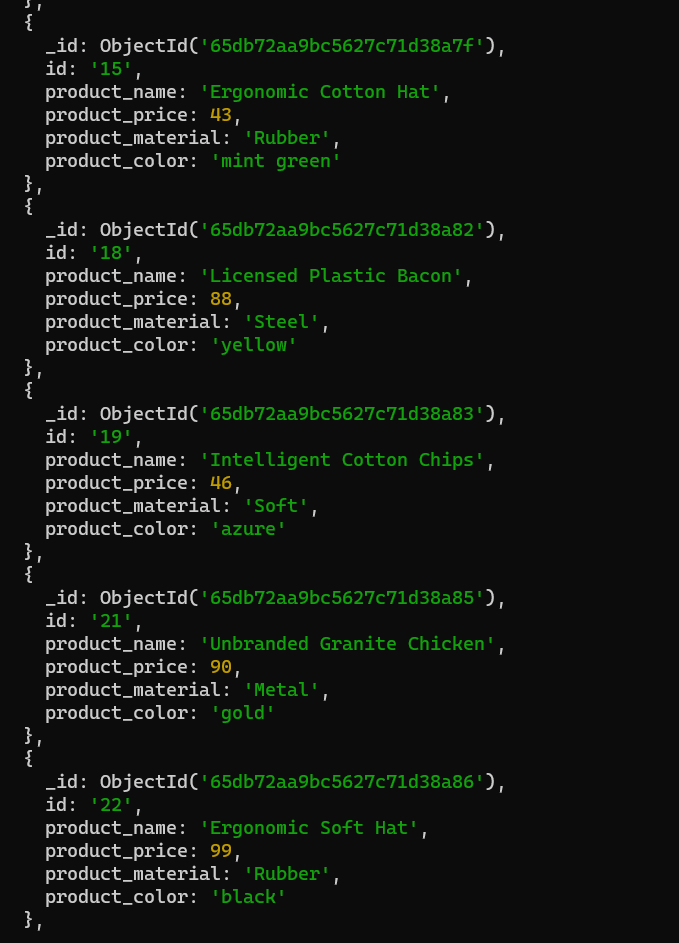 },
{
_id: ObjectId('65db72aa9bc5627c71d38a7f'),
id: '15',
product_name: 'Ergonomic Cotton Hat',
product_price: 43,
product_material: 'Rubber',
product_color: 'mint green'
},
{
_id: ObjectId('65db72aa9bc5627c71d38a82'),
id: '18',
product_name: 'Licensed Plastic Bacon',
product_price: 88,
product_material: 'Steel',
product_color: 'yellow'
},
{
_id: ObjectId('65db72aa9bc5627c71d38a83'),
id: '19',
product_name: 'Intelligent Cotton Chips',
product_price: 46,
product_material: 'Soft',
product_color: 'azure'
},
{
_id: ObjectId('65db72aa9bc5627c71d38a85'),
id: '21',
product_name: 'Unbranded Granite Chicken',
product_price: 90,
product_material: 'Metal',
product_color: 'gold'
},
{
_id: ObjectId('65db72aa9bc5627c71d38a86'),
id: '22',
product_name: 'Ergonomic Soft Hat',
product_price: 99,
product_material: 'Rubber',
product_color: 'black'
},